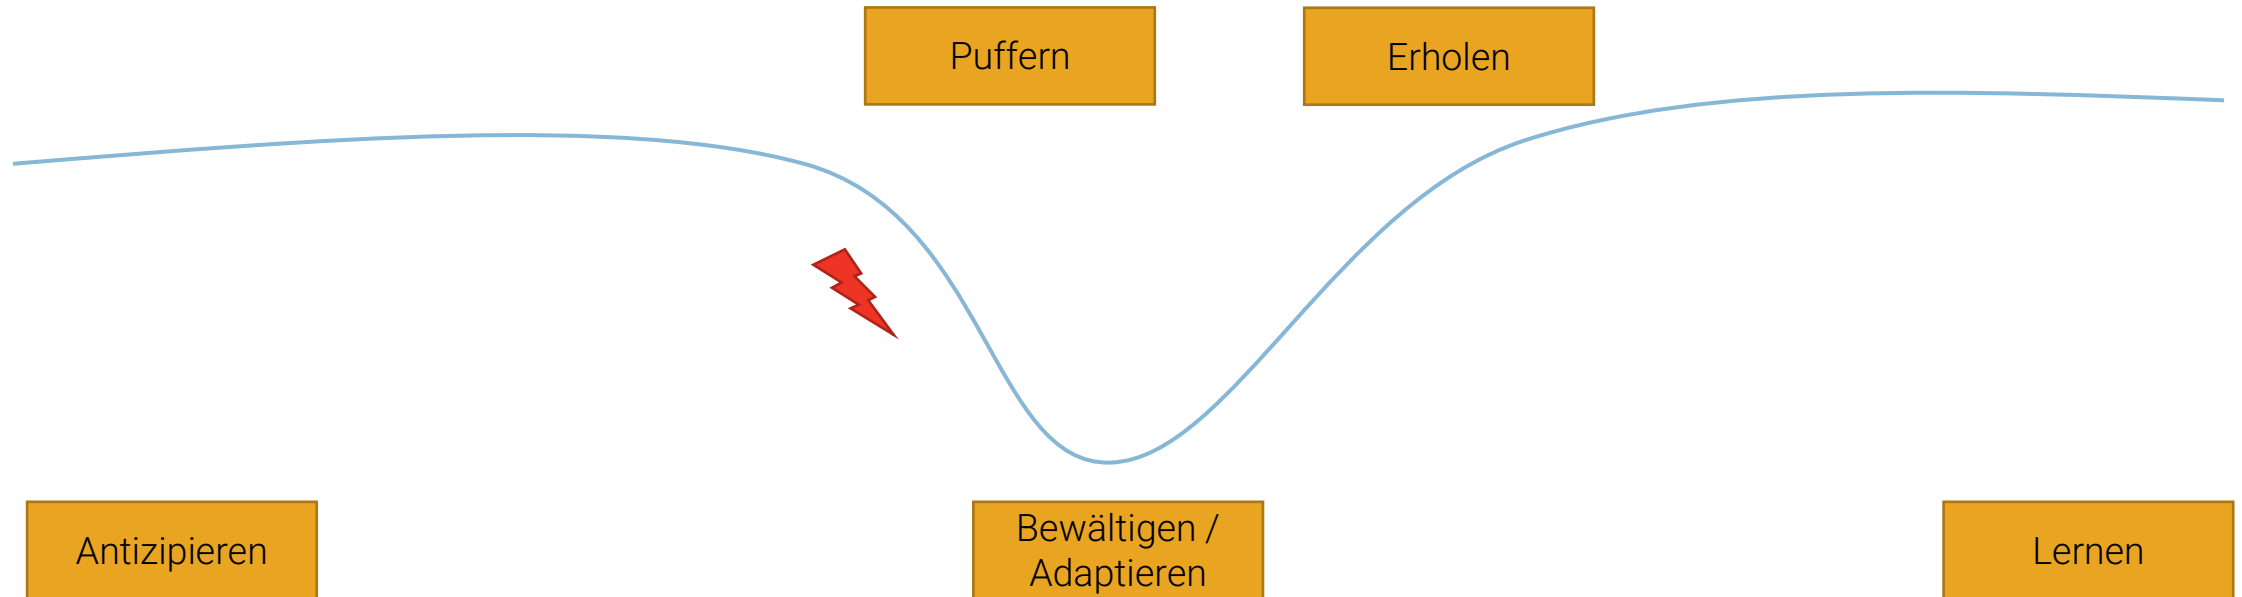 Puffern
Erholen
Antizipieren
Bewältigen /
Adaptieren
Lernen